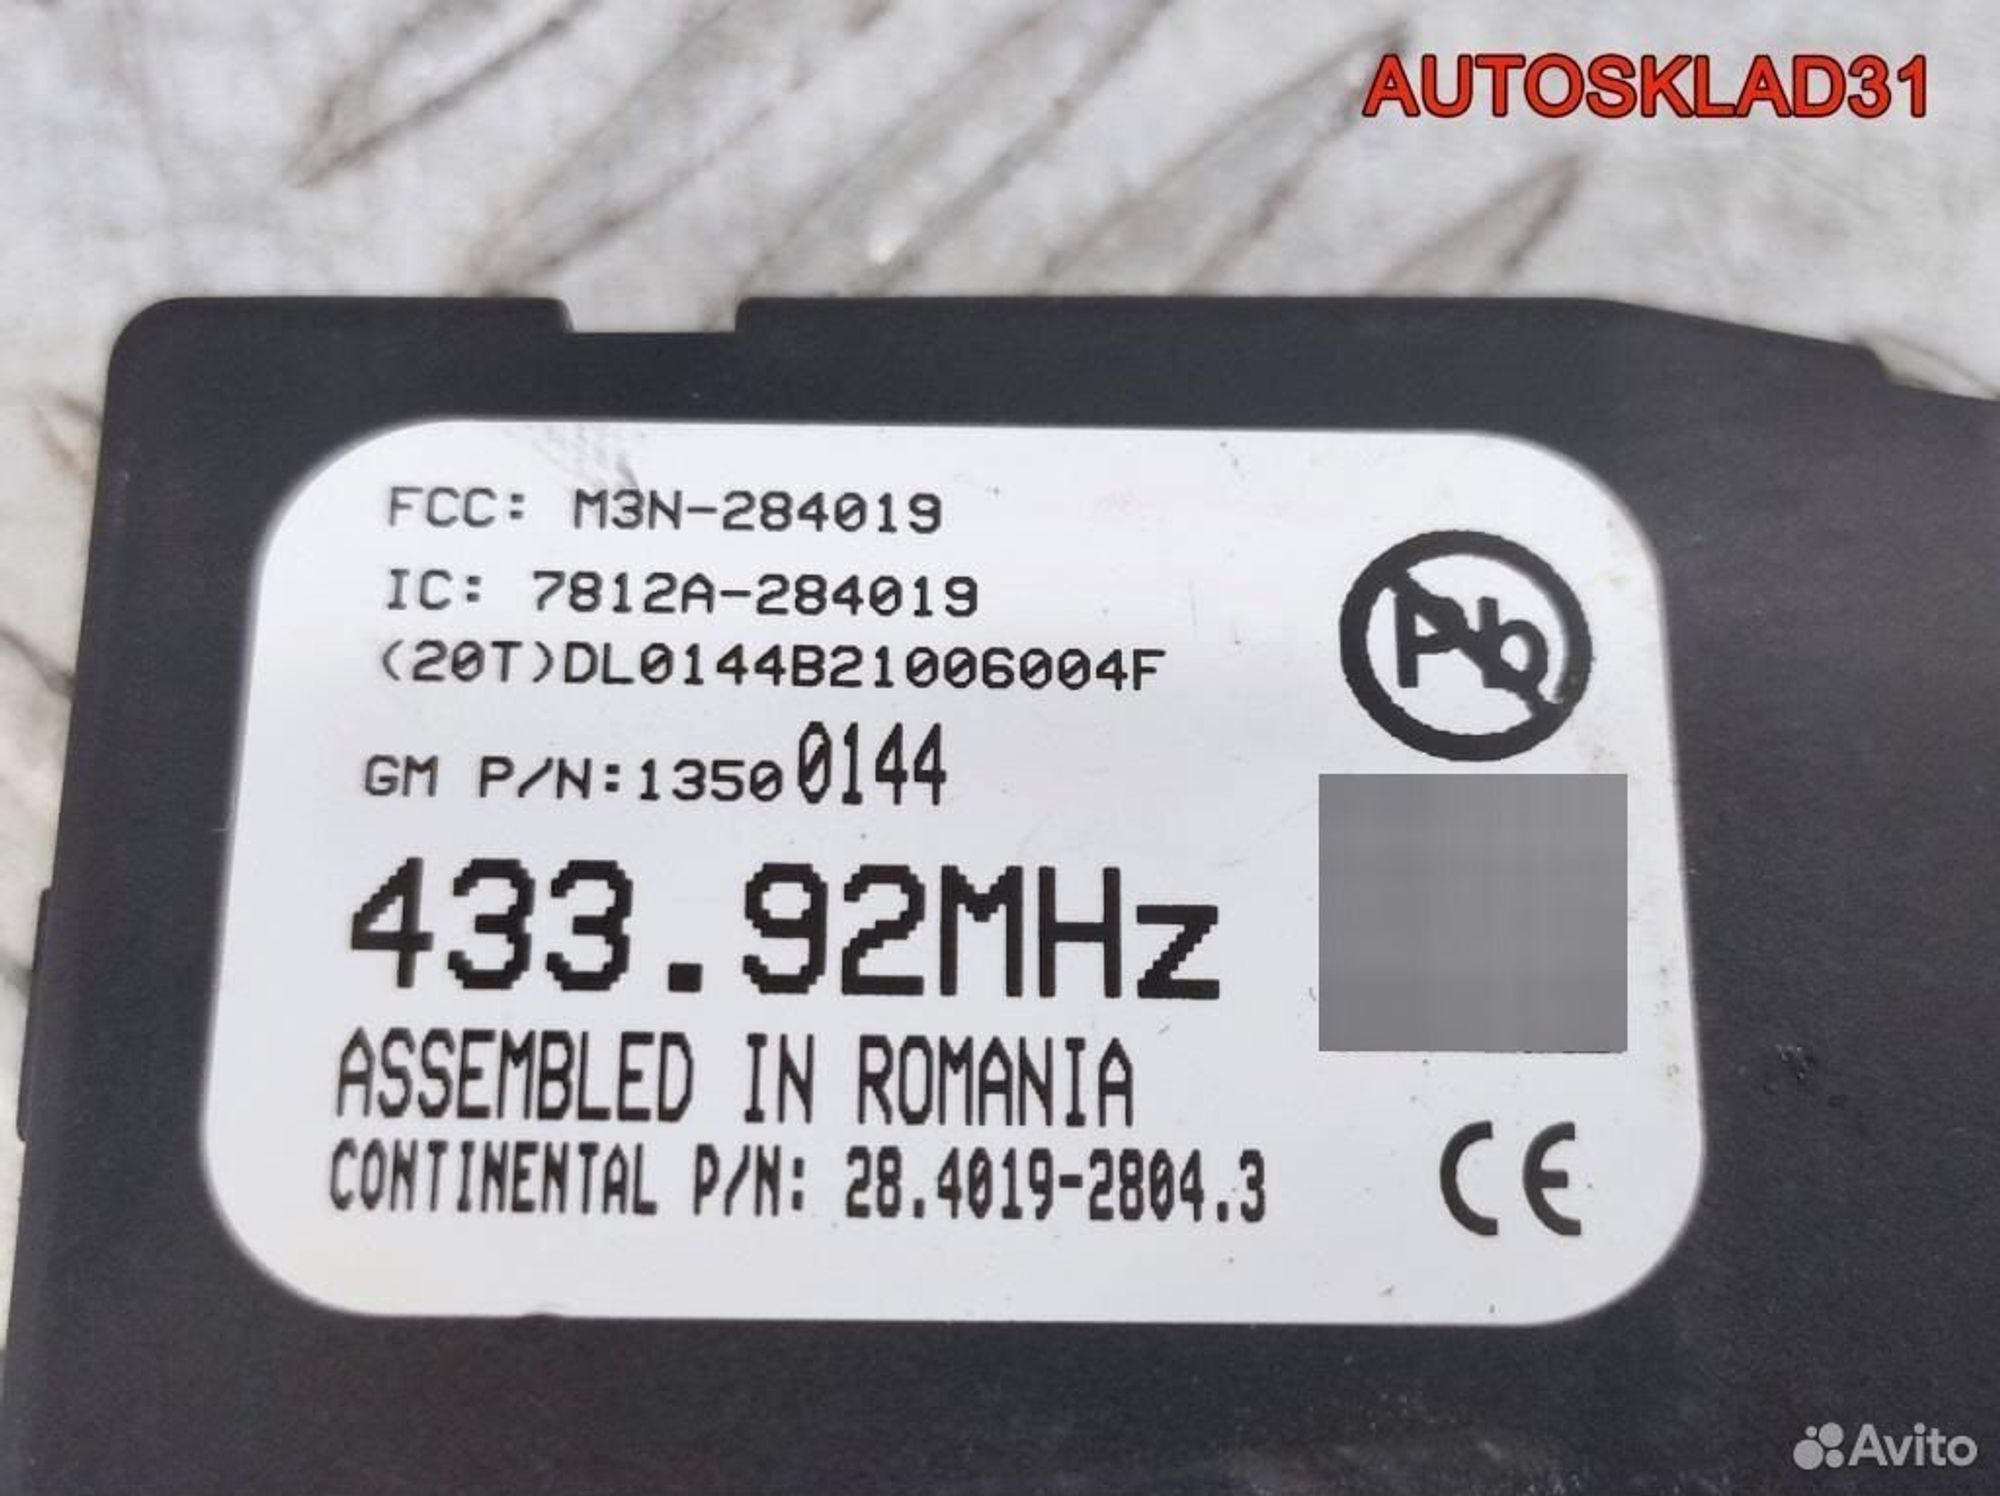 AUTOSKLAD31
FCC: M3N-284019
IC: 7812A-284019
(20T)DL0144B21006004F
Pb
GM P/N:13500144
433.92MHz
ASSEMBLED IN ROMANIA
CONTINENTAL P/N: 28.4019-2804.3
CE
Avito